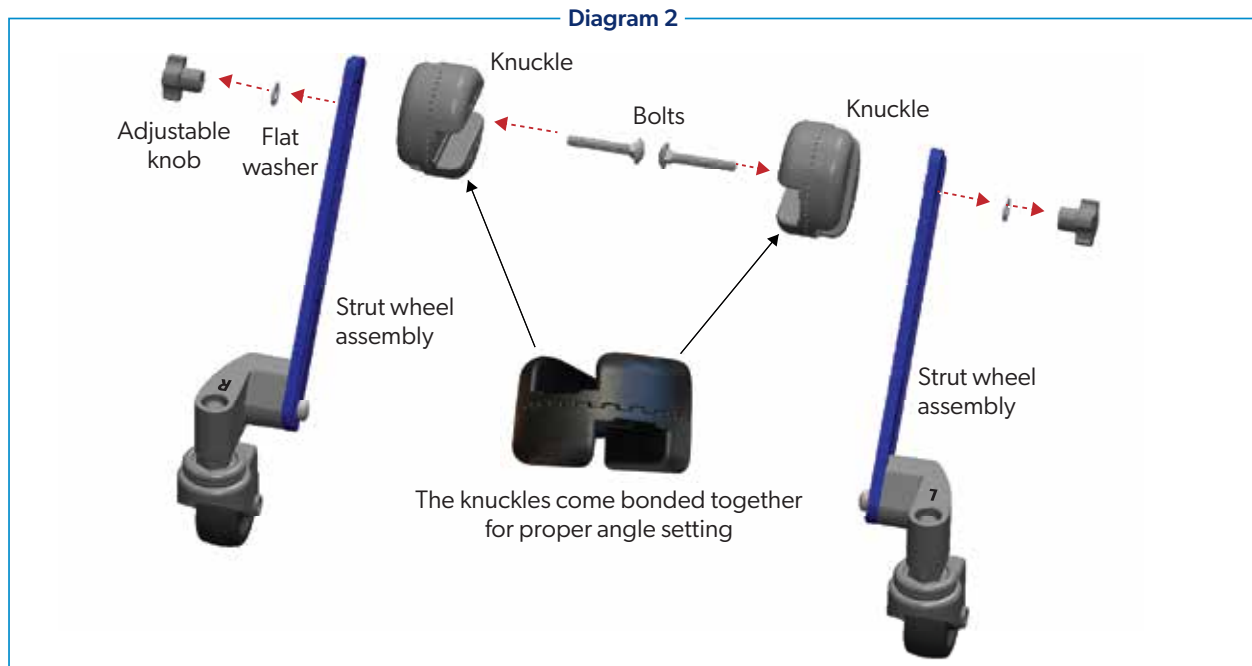 Diagram 2
Knuckle
Knuckle
Bolts
Adjustable
knob
Flat
washer
Strut wheel
assembly
Strut wheel
assembly
R
L
The knuckles come bonded together
for proper angle setting